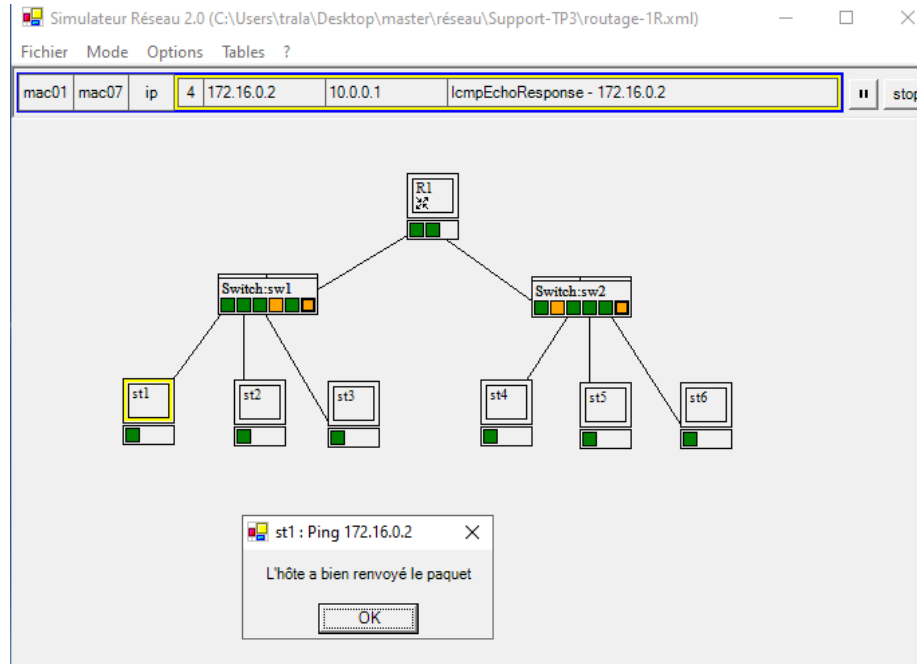 Simulateur Réseau 2.0 (C:\Users\trala\Desktop\master\réseau\Support-TP3\routage-1R.xml)
Fichier Mode Options Tables ?
mac01 mac07 ip 4 172.16.0.2 10.0.0.1 IcmpEchoResponse - 172.16.0.2 stop
R1
Switch:sw1 Switch:sw2
st1 st2 st3 st4 st5 st6
st1 : Ping 172.16.0.2
L'hôte a bien renvoyé le paquet
OK